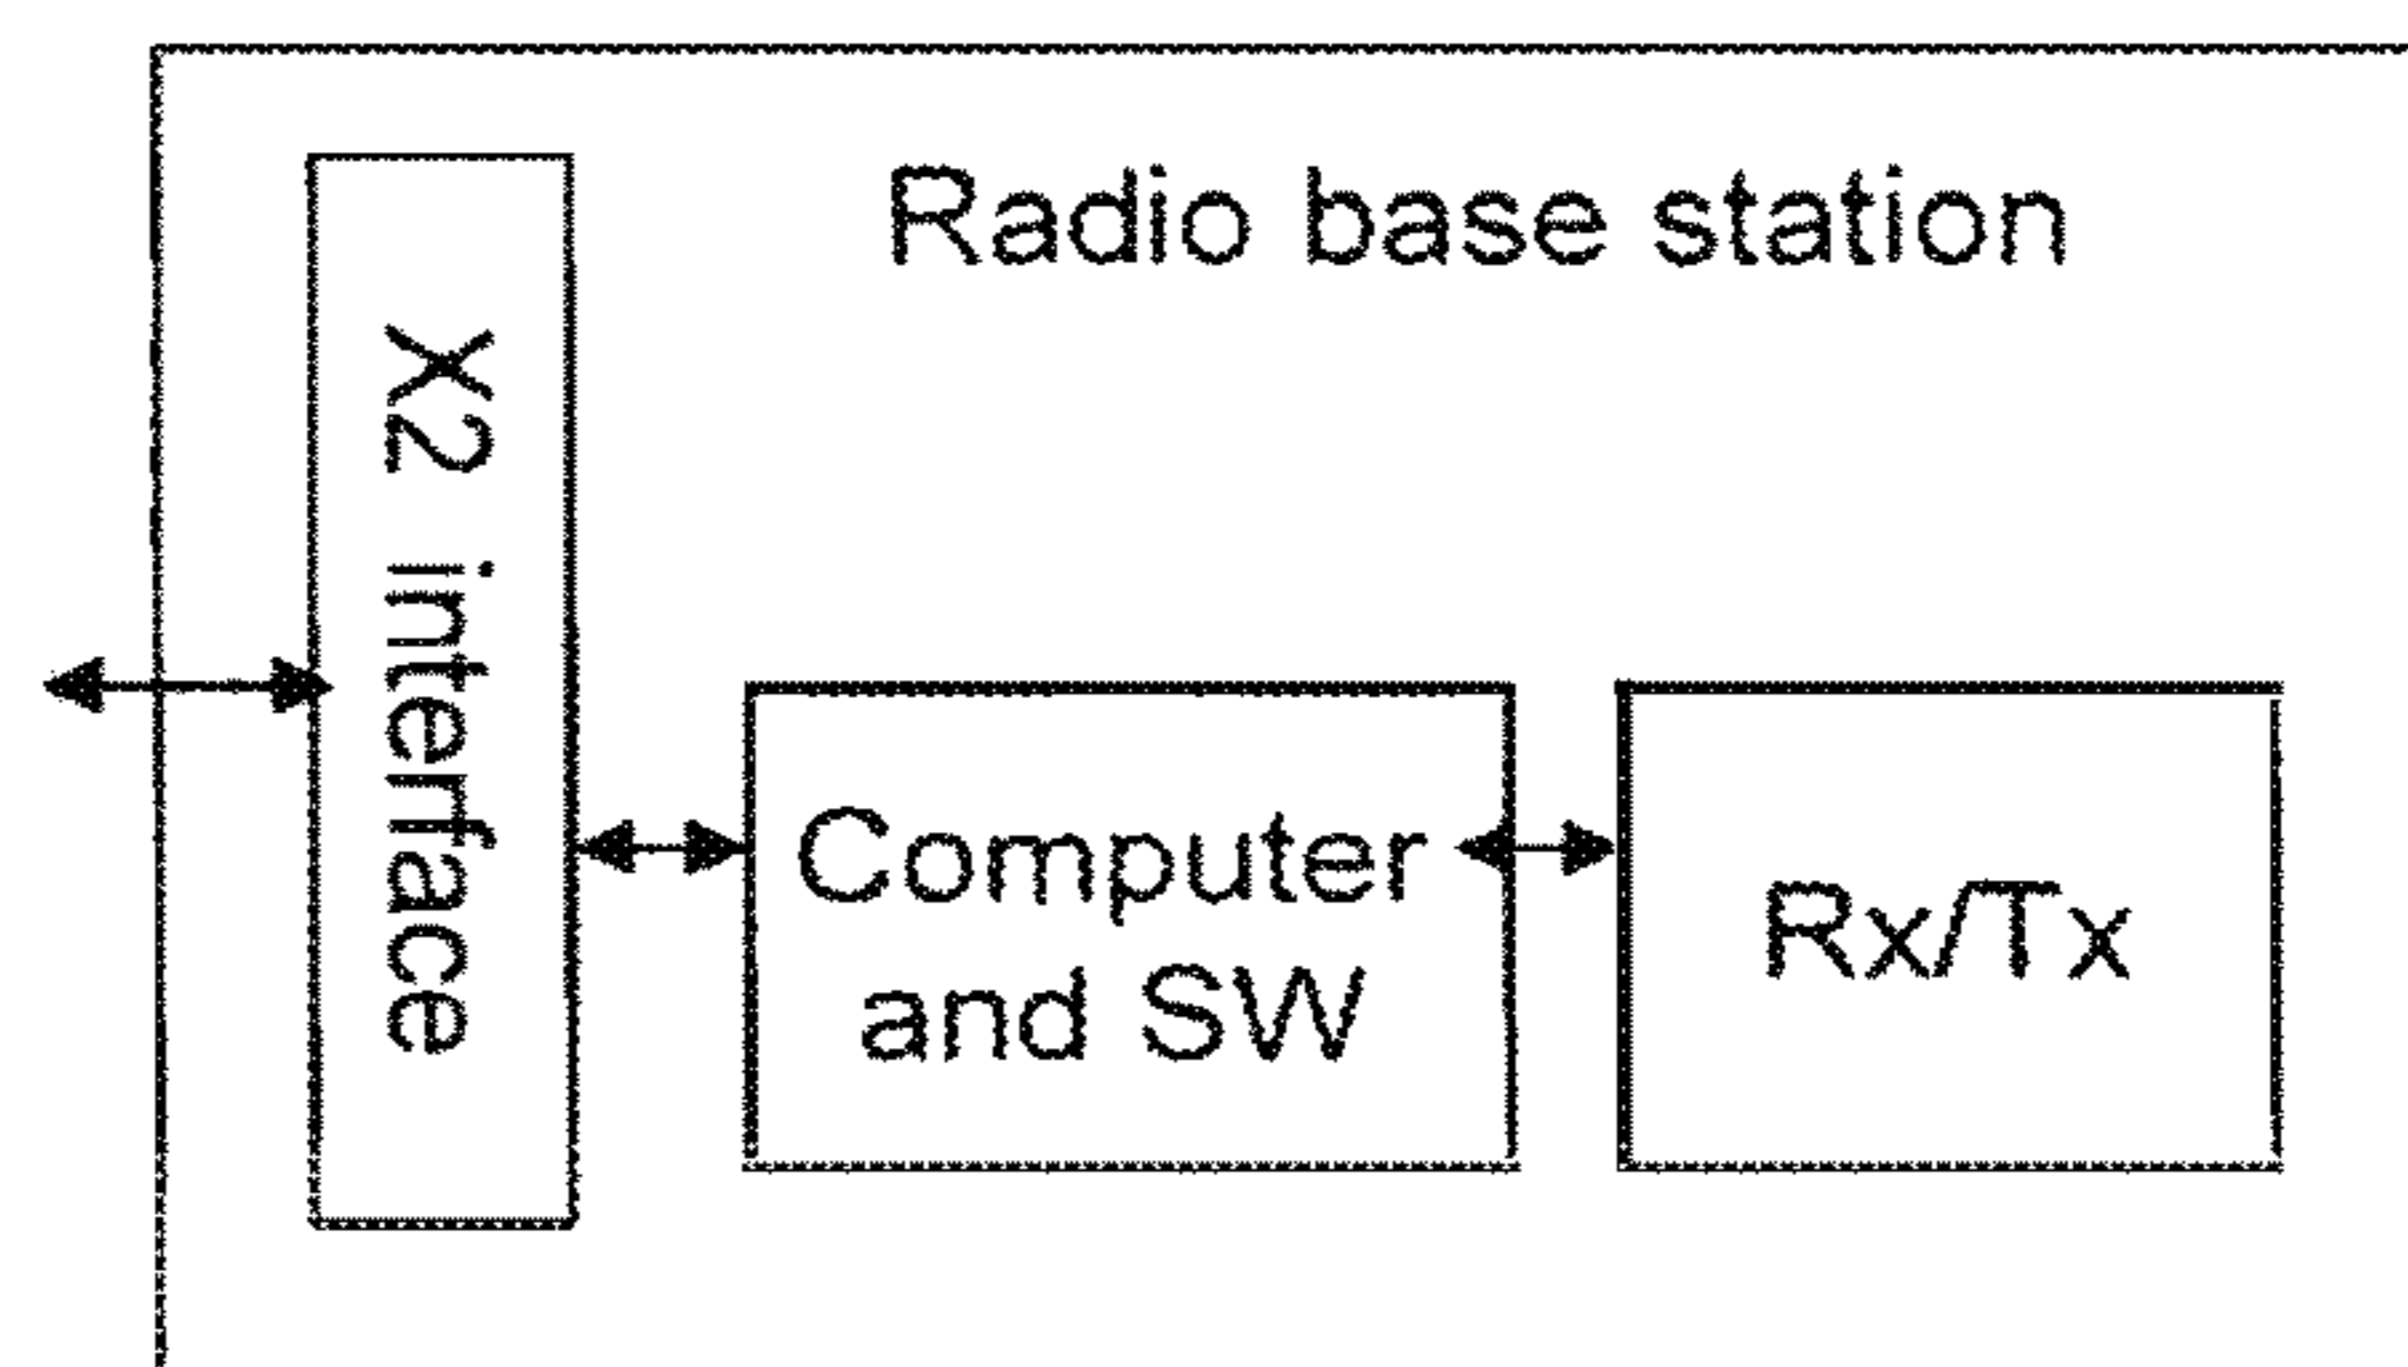 Radio base station
X2 interface
Computer
and SW
Rx/Tx